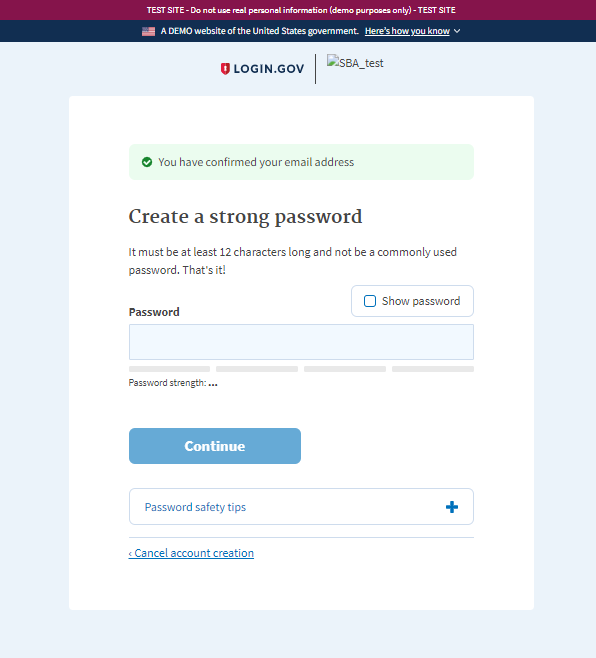 TEST SITE - Do not use real personal information (demo purposes only) - TEST SITE
A DEMO website of the United States government. Here's how you know
LOGIN.GOV SBA_test
You have confirmed your email address
Create a strong password
It must be at least 12 characters long and not be a commonly used
password. That's it!
Show password
Password
Password strength: ...
Continue
Password safety tips
‹ Cancel account creation